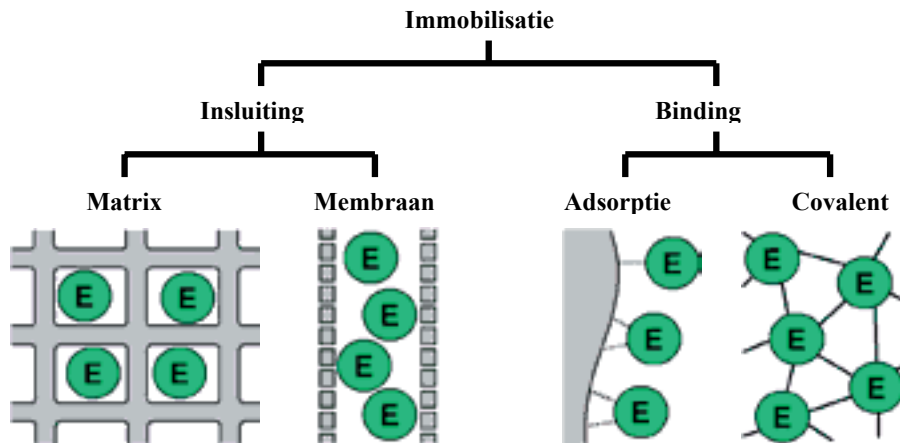 Immobilisatie
Insluiting Binding
Matrix Membraan Adsorptie Covalent
E E E E
E E E E
E E E E
E E E
E